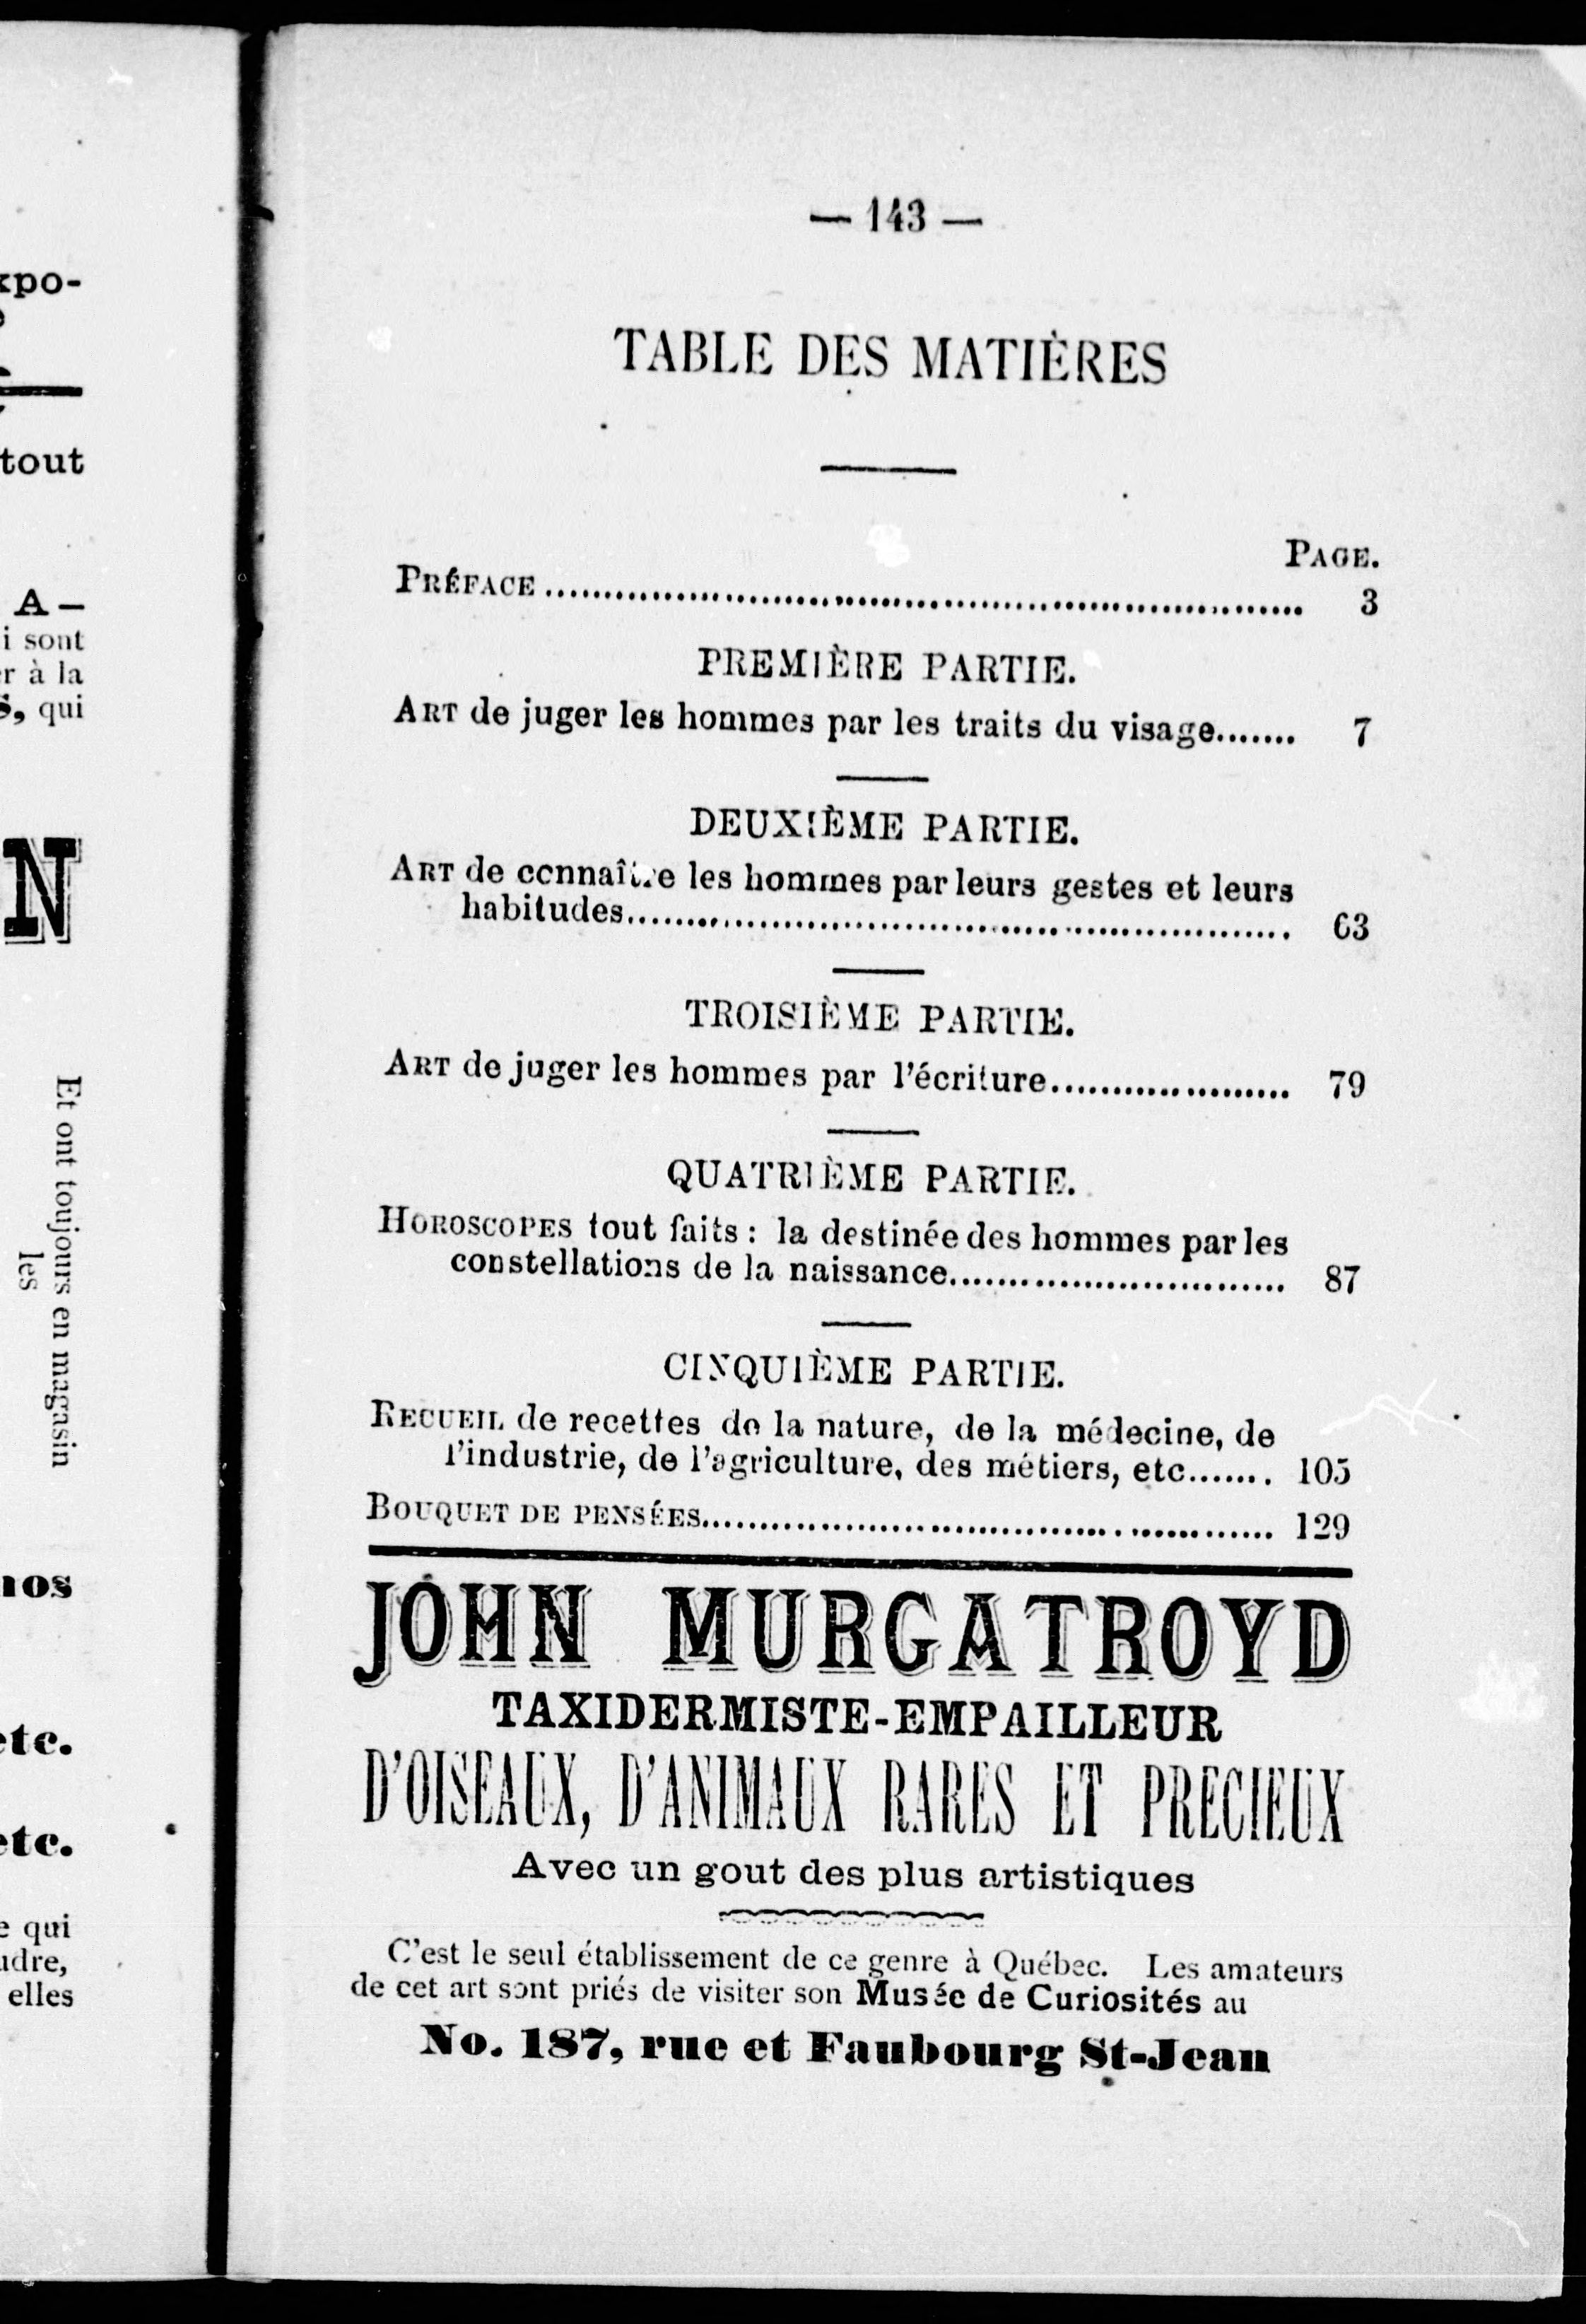 xpo-
tout
A —
i sont
r à la
S, qui
N
Et ont toujours en magasin
les
nos
etc.
etc.
e qui
udre,
elles
— 143 —
TABLE DES MATIÈRES
PAGE.
PRÉFACE........................................ 3
PREMIÈRE PARTIE.
ART de juger les hommes par les traits du visage....... 7
DEUXIÈME PARTIE.
ART de connaître les hommes par leurs gestes et leurs
habitudes........................................ 63
TROISIÈME PARTIE.
ART de juger les hommes par l'écriture.................... 79
QUATRIÈME PARTIE.
HOROSCOPES tout faits : la destinée des hommes par les
constellations de la naissance............................ 87
CINQUIÈME PARTIE.
RECUEIL de recettes de la nature, de la médecine, de
l'industrie, de l'agriculture, des métiers, etc....... 105
BOUQUET DE PENSÉES........................................ 129
JOHN MURGATROYD
TAXIDERMISTE-EMPAILLEUR
D'OISEAUX, D'ANIMAUX RARES ET PRECIEUX
Avec un gout des plus artistiques
C'est le seul établissement de ce genre à Québec. Les amateurs
de cet art sont priés de visiter son Musée de Curiosités au
No. 187, rue et Faubourg St-Jean